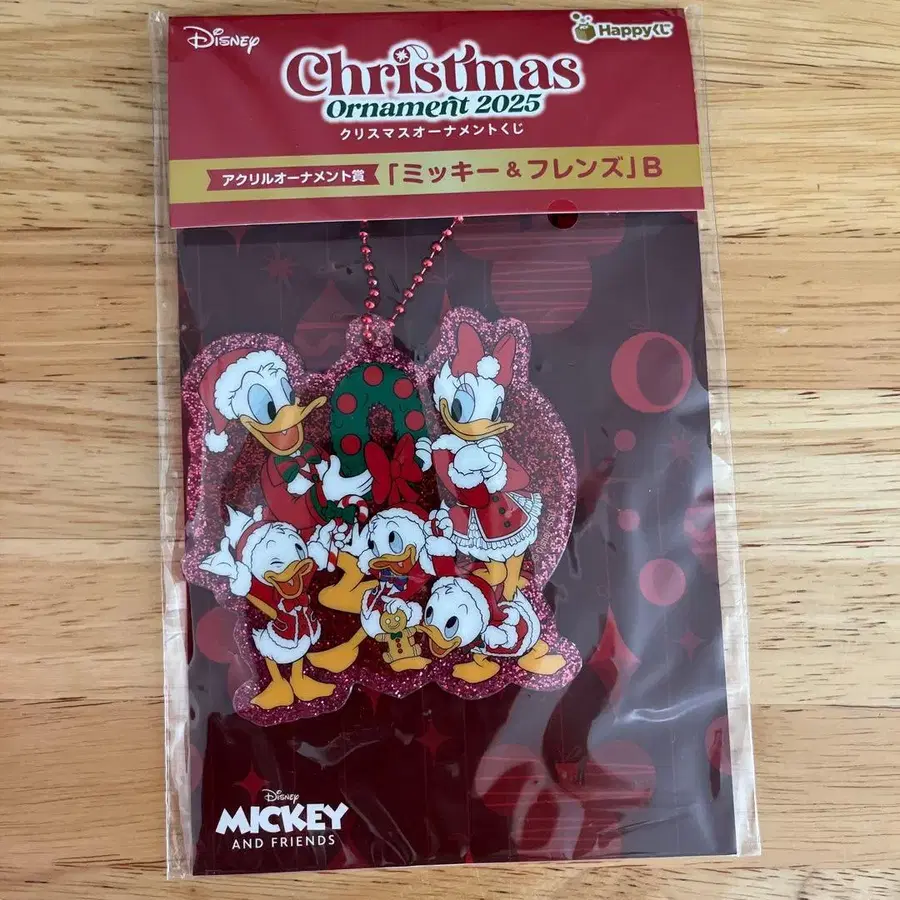 Disney
Happyくじ
Christmas
Ornament 2025
クリスマスオーナメントくじ
アクリルオーナメント賞
「ミッキー&フレンズ」B
Disney
MICKEY
AND FRIENDS